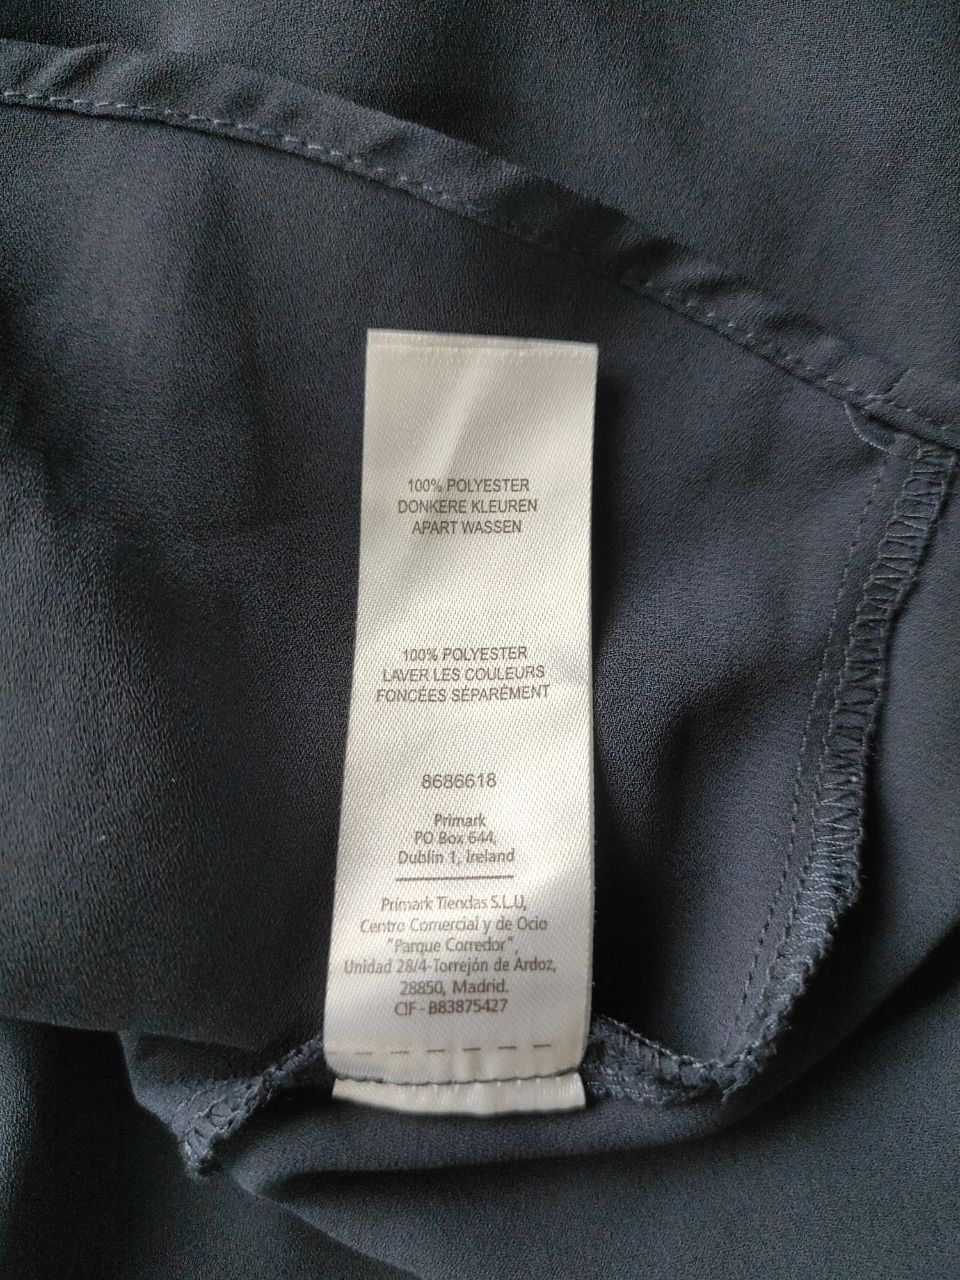 100% POLYESTER
DONKERE KLEUREN
APART WASSEN
100% POLYESTER
LAVER LES COULEURS
FONCÉES SÉPARÉMENT
8686618
Primark
PO Box 644,
Dublin 1, Ireland
Primark Tiendas S.L.U,
Centro Comercial y de Ocio
"Parque Corredor",
Unidad 28/4-Torrejón de Ardoz,
28850, Madrid.
CIF - B83875427